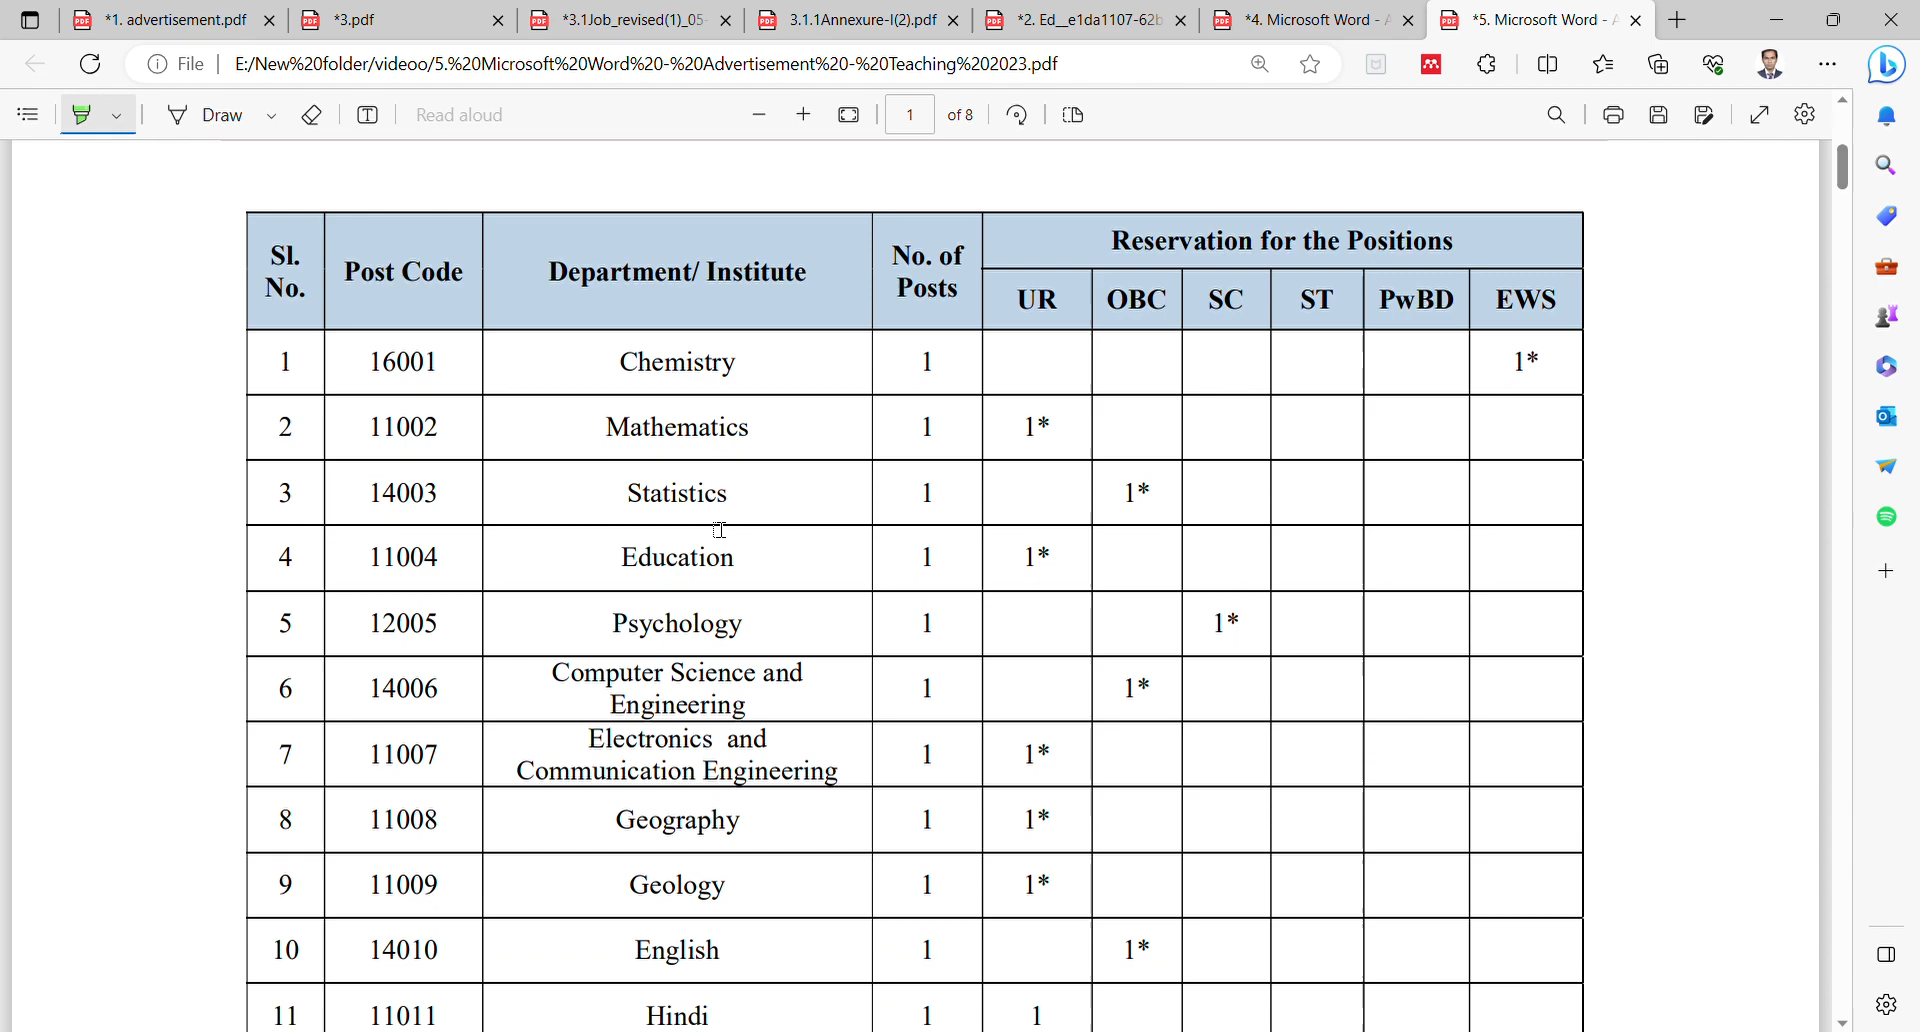 *1. advertisement.pdf
*3.pdf
*3.1Job_revised(1)_05-
3.1.1Annexure-I(2).pdf
*2. Ed__e1da1107-62b
*4. Microsoft Word - A
*5. Microsoft Word - A
File E:/New%20folder/videoo/5.%20Microsoft%20Word%20-%20Advertisement%20-%20Teaching%202023.pdf
Draw Read aloud 1 of 8
Reservation for the Positions
Sl. No. Post Code Department/ Institute No. of Posts UR OBC SC ST PwBD EWS
1 16001 Chemistry 1 1*
2 11002 Mathematics 1 1*
3 14003 Statistics 1 1*
4 11004 Education 1 1*
5 12005 Psychology 1 1*
6 14006 Computer Science and Engineering 1 1*
7 11007 Electronics and Communication Engineering 1 1*
8 11008 Geography 1 1*
9 11009 Geology 1 1*
10 14010 English 1 1*
11 11011 Hindi 1 1